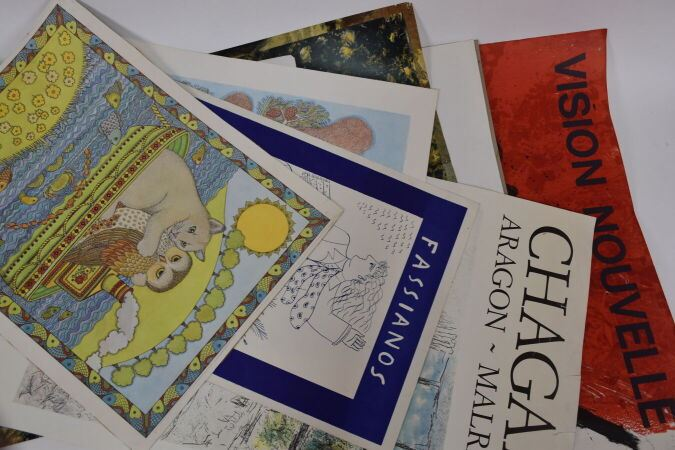 FASSIANOS
CHAGA
ARAGON ~ MALR
VISION NOUVELLE